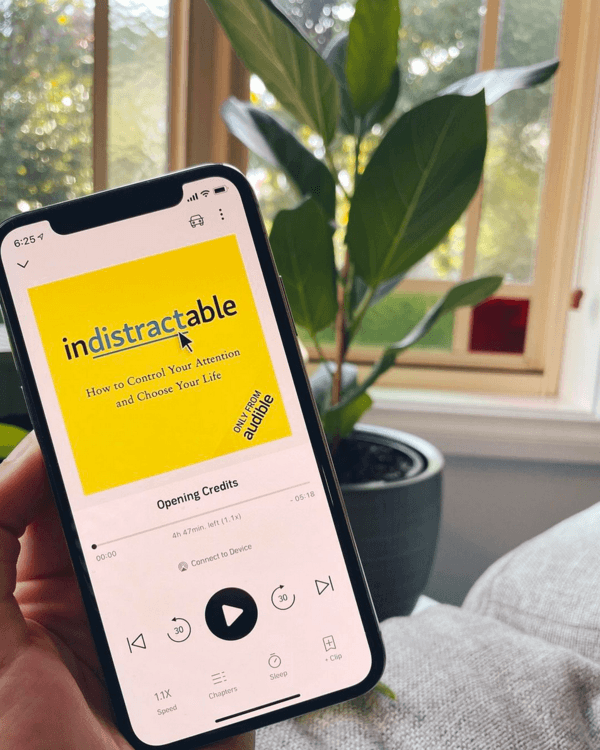 6:25
indistractable
How to Control Your Attention
and Choose Your Life
ONLY FROM
audible
Opening Credits
00:00
4h 47min. left (1.1x)
- 05:18
Connect to Device
30
30
1.1X
Speed
Chapters
Sleep
+ Clip